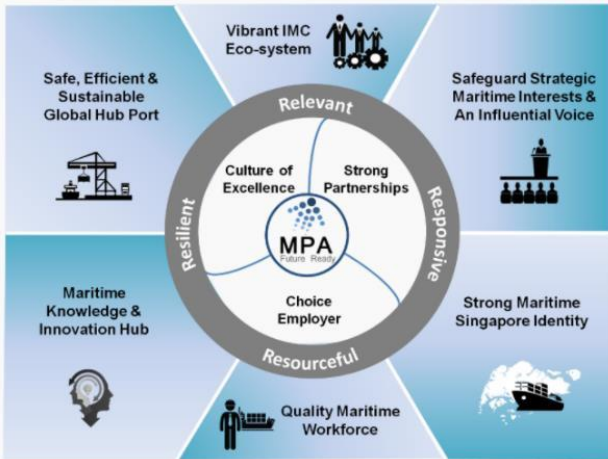 Vibrant IMC
Eco-system
Safe, Efficient &
Sustainable
Global Hub Port
Safeguard Strategic
Maritime Interests &
An Influential Voice
Relevant
Culture of
Excellence
Strong
Partnerships
Resilient
Responsive
MPA
Future Ready
Choice
Employer
Resourceful
Maritime
Knowledge &
Innovation Hub
Strong Maritime
Singapore Identity
Quality Maritime
Workforce